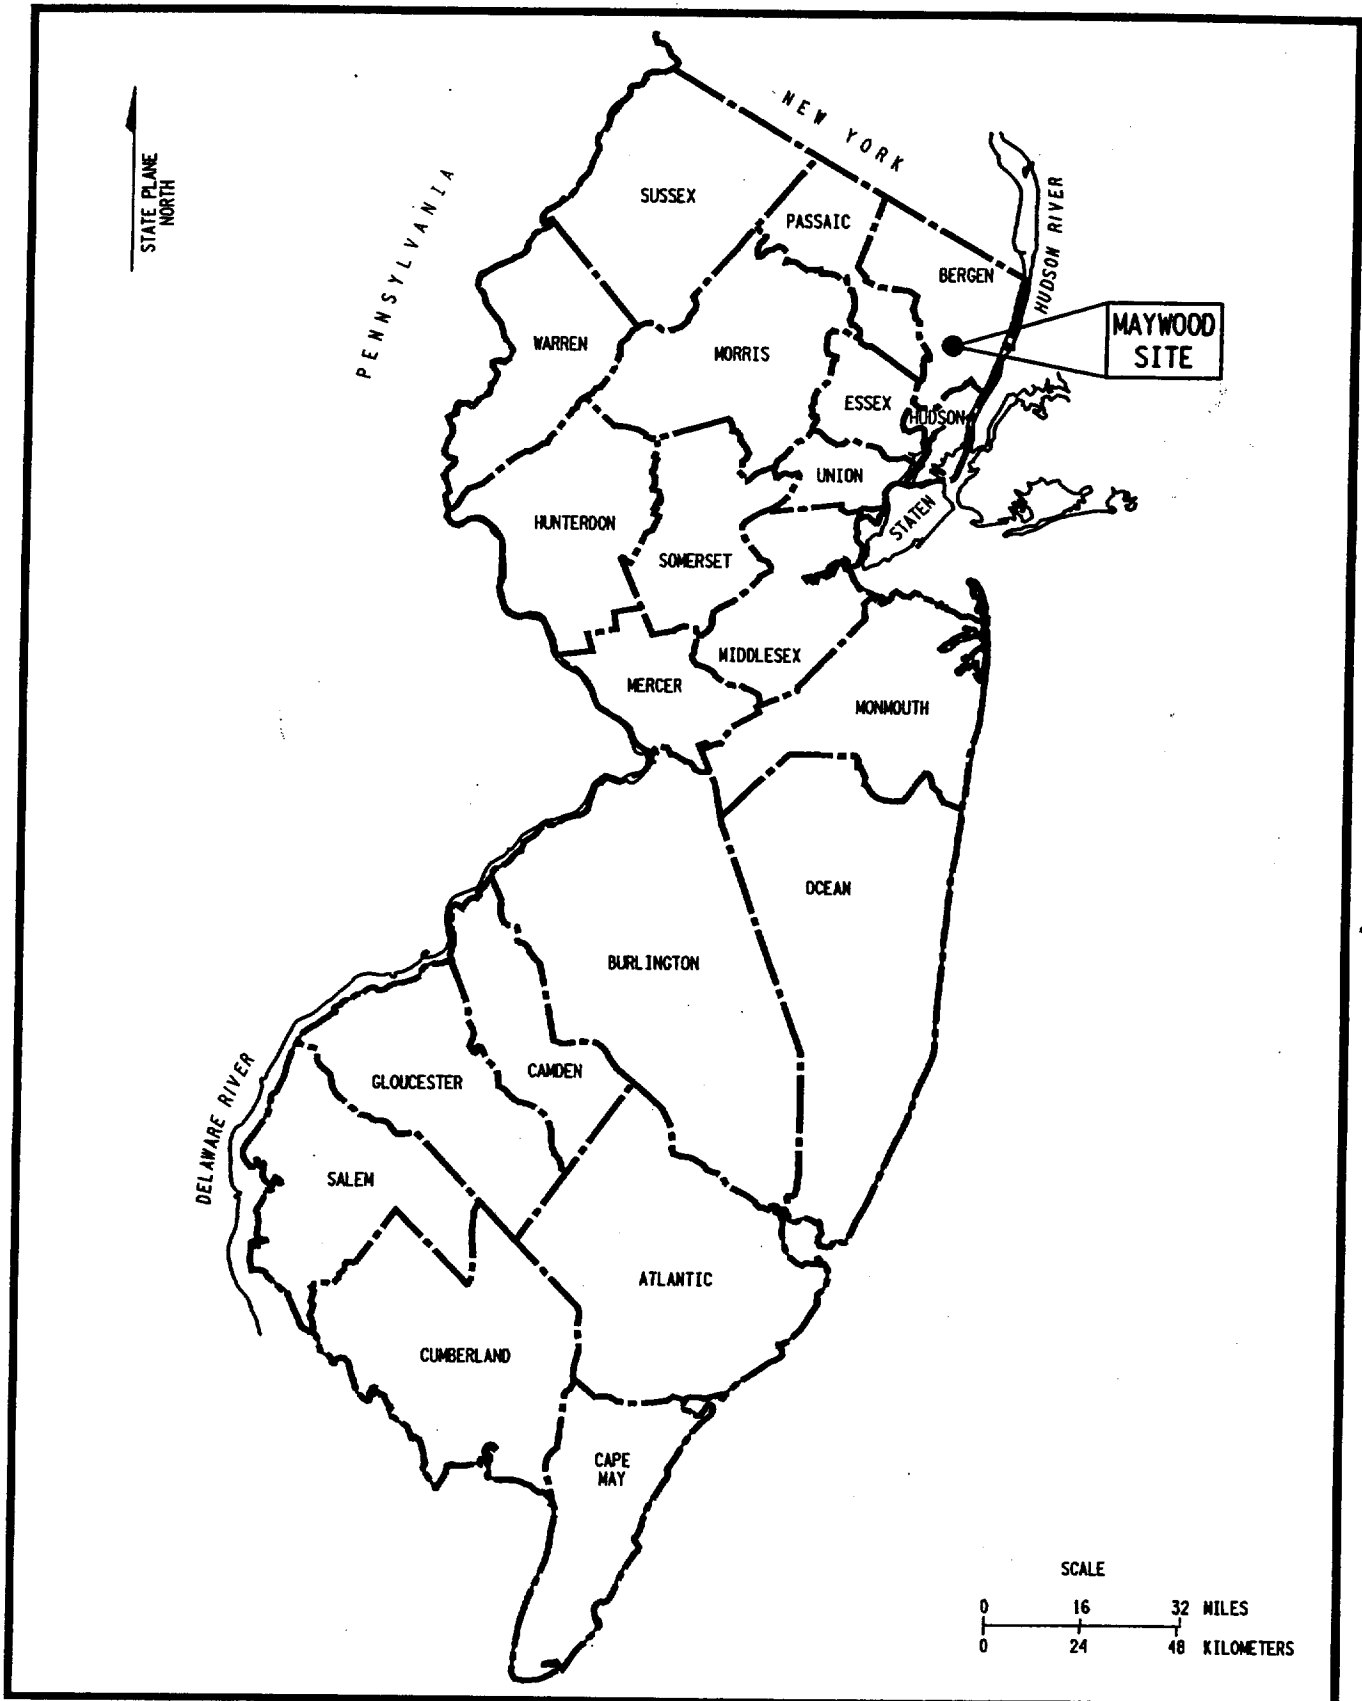 NEW YORK
STATE PLANE
NORTH
PENNSYLVANIA
SUSSEX
PASSAIC
HUDSON RIVER
BERGEN
MAYWOOD
SITE
WARREN
MORRIS
ESSEX
HUDSON
UNION
STATEN
HUNTERDON
SOMERSET
MIDDLESEX
MERCER
MONMOUTH
OCEAN
BURLINGTON
CAMDEN
GLOUCESTER
DELAWARE RIVER
SALEM
ATLANTIC
CUMBERLAND
CAPE
MAY
SCALE
0 16 32 MILES
0 24 48 KILOMETERS